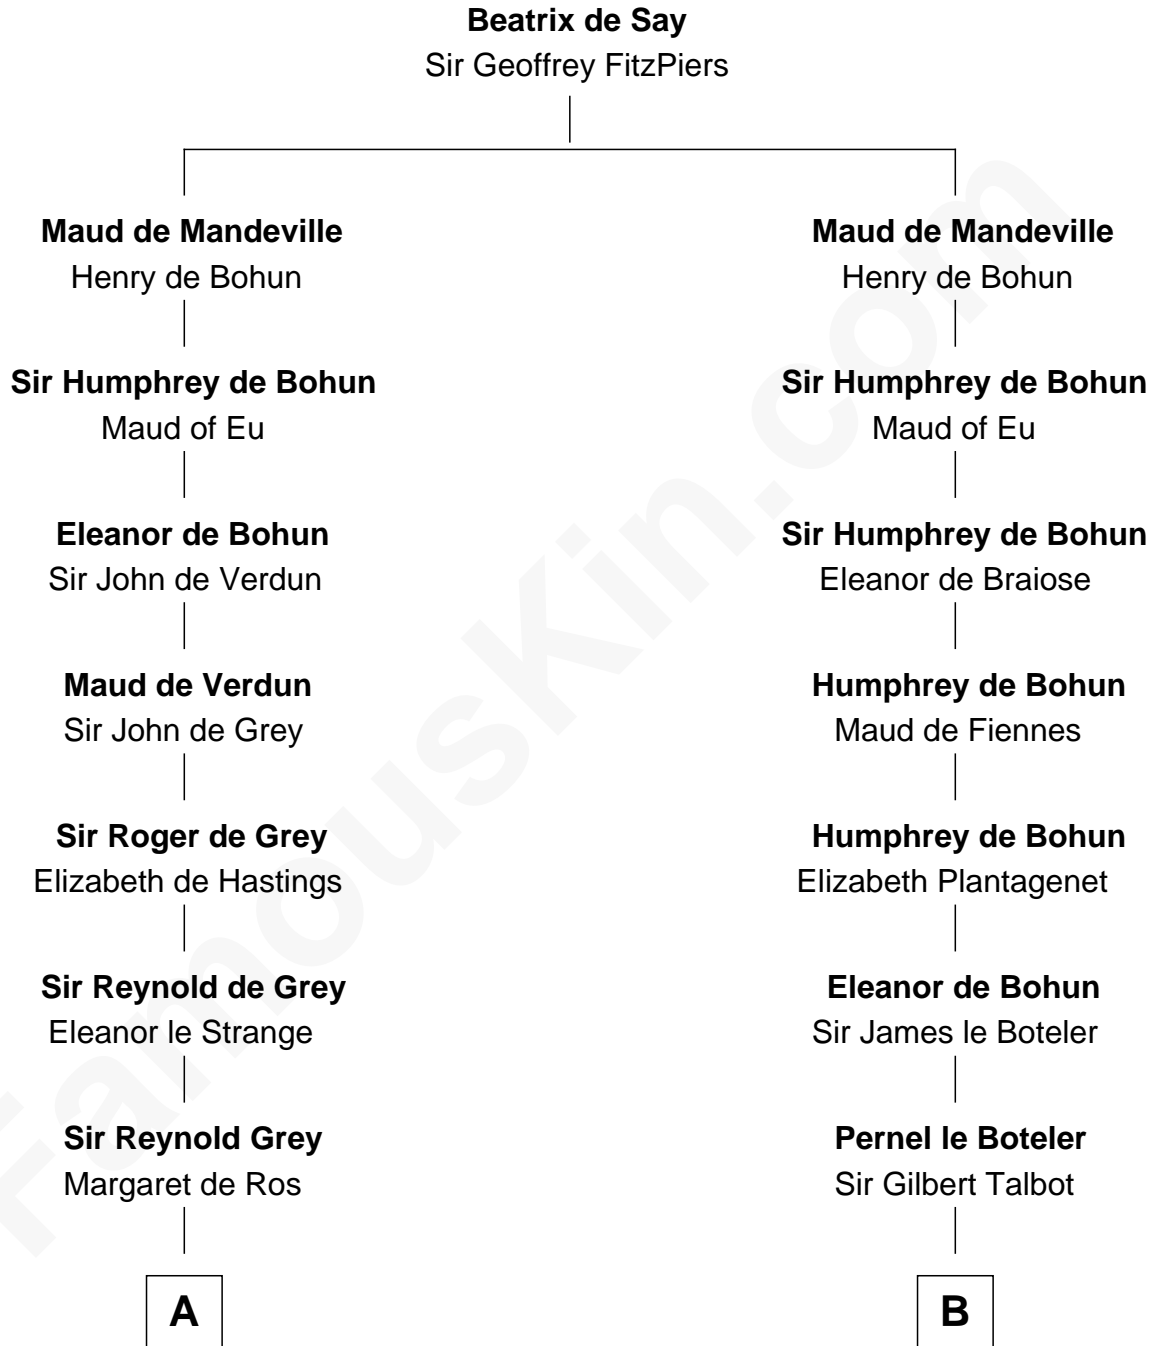 Beatrix de Say
Sir Geoffrey FitzPiers
Maud de Mandeville
Henry de Bohun
Sir Humphrey de Bohun
Maud of Eu
Eleanor de Bohun
Sir John de Verdun
Maud de Verdun
Sir John de Grey
Sir Roger de Grey
Elizabeth de Hastings
Sir Reynold de Grey
Eleanor le Strange
Sir Reynold Grey
Margaret de Ros
A
Maud de Mandeville
Henry de Bohun
Sir Humphrey de Bohun
Maud of Eu
Sir Humphrey de Bohun
Eleanor de Braiose
Humphrey de Bohun
Maud de Fiennes
Humphrey de Bohun
Elizabeth Plantagenet
Eleanor de Bohun
Sir James le Boteler
Pernel le Boteler
Sir Gilbert Talbot
B
FamousKin.com